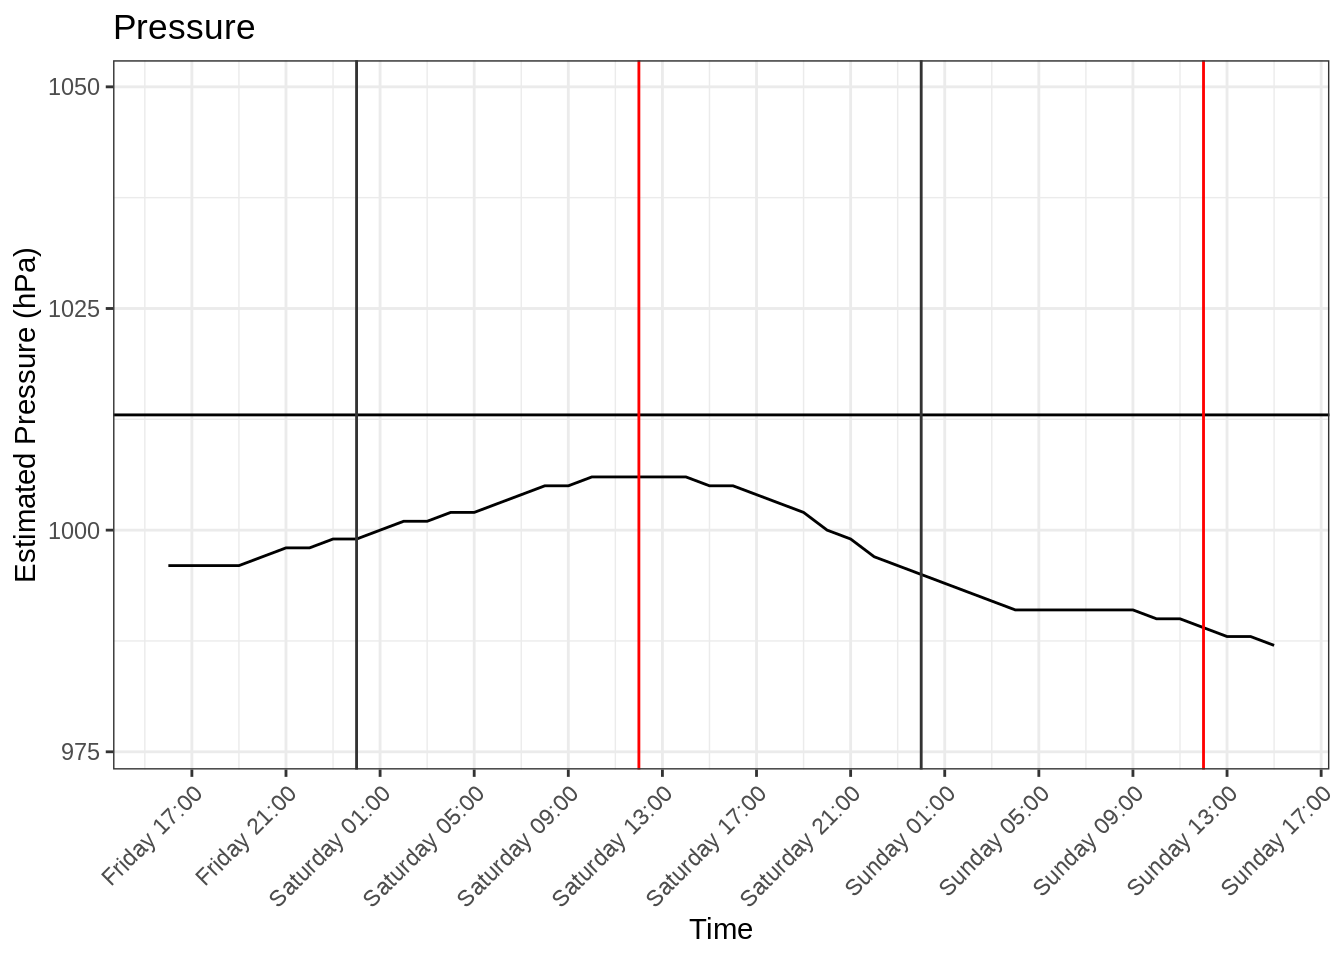 Pressure
Estimated Pressure (hPa)
1050
1025
1000
975
Friday 17:00
Friday 21:00
Saturday 01:00
Saturday 05:00
Saturday 09:00
Saturday 13:00
Saturday 17:00
Saturday 21:00
Sunday 01:00
Sunday 05:00
Sunday 09:00
Sunday 13:00
Sunday 17:00
Time